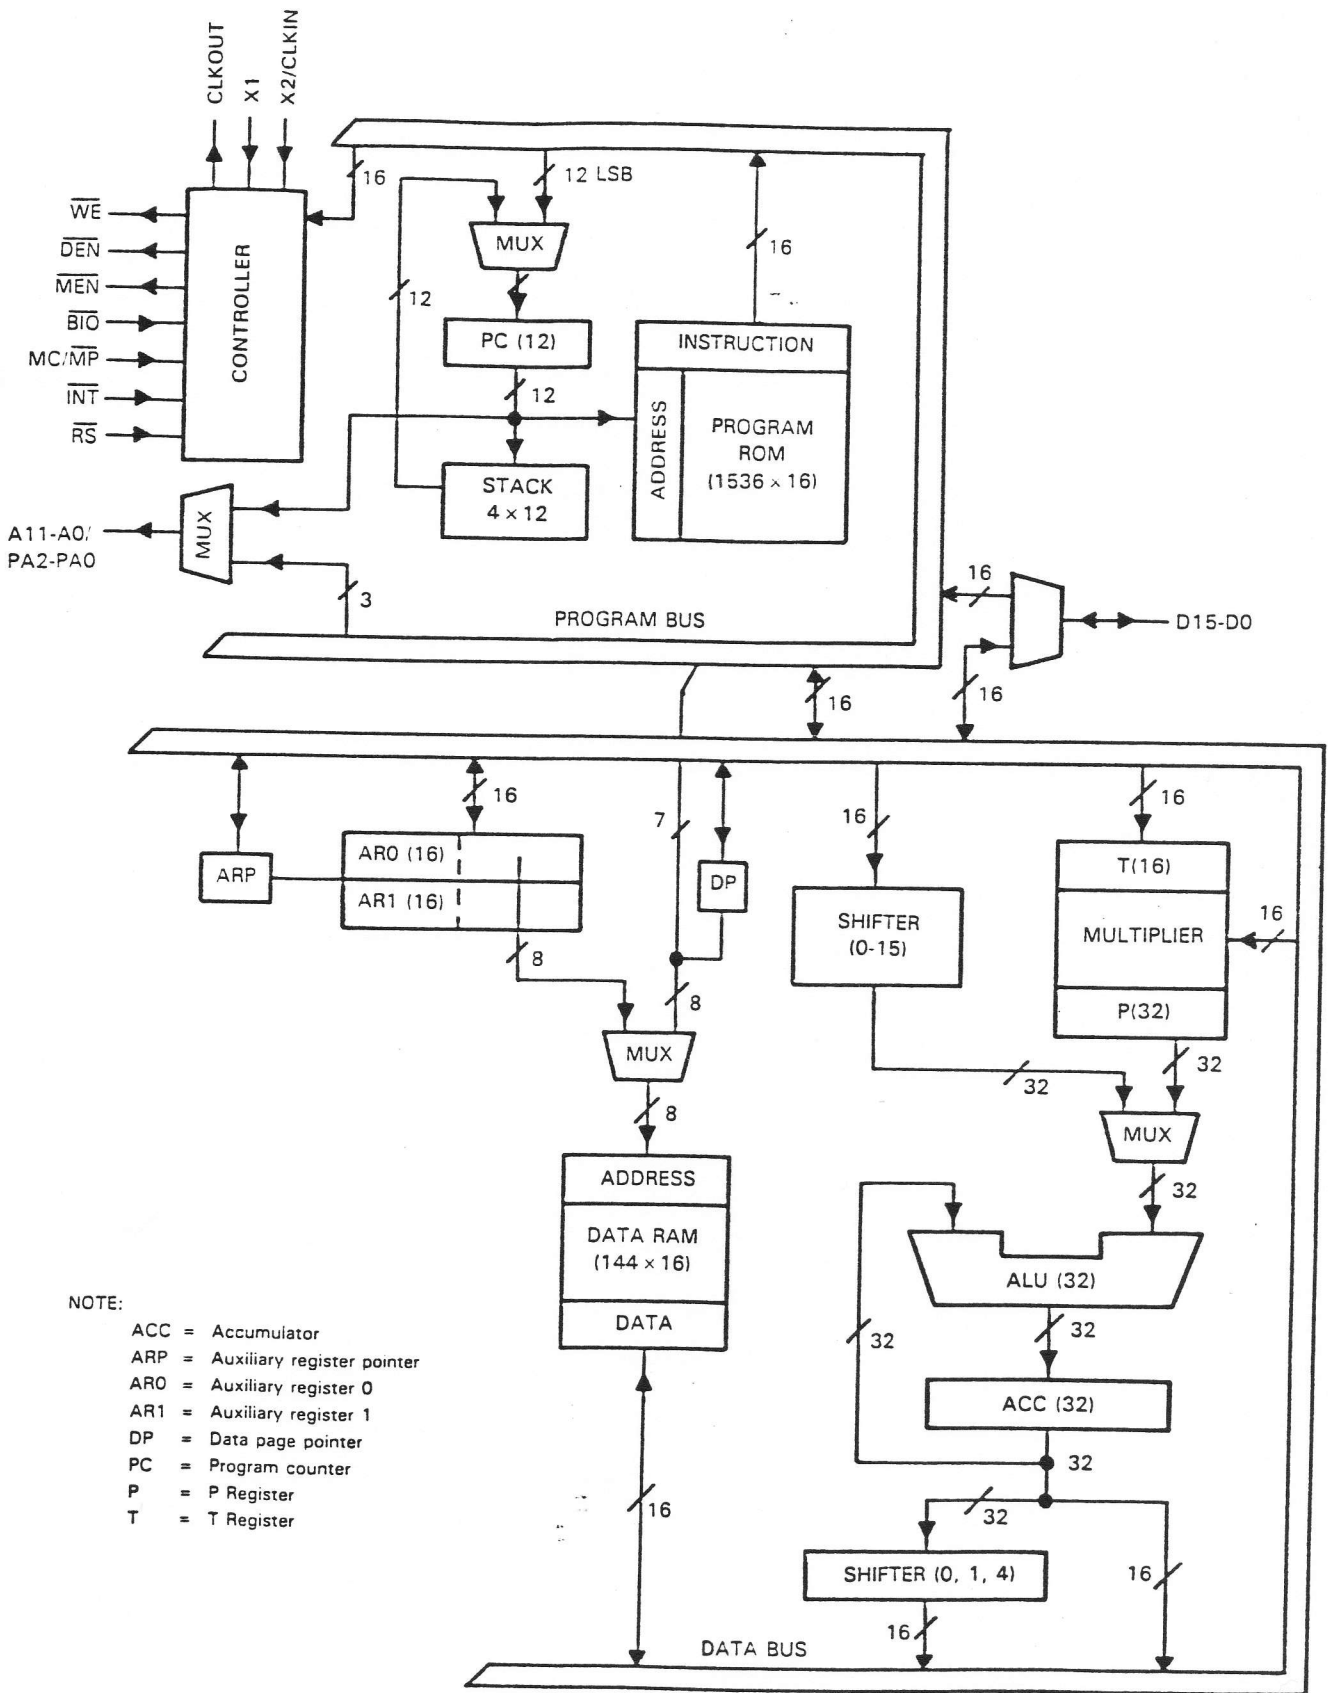 CLKOUT
X1
X2/CLKIN
WE
DEN
MEN
BIO
MC/MP
INT
RS
CONTROLLER
16
12 LSB
MUX
12
PC (12)
12
16
INSTRUCTION
ADDRESS
PROGRAM
ROM
(1536 × 16)
STACK
4 × 12
MUX
A11-A0/
PA2-PA0
3
PROGRAM BUS
16
D15-D0
16
16
16
7
16
16
ARP
AR0 (16)
AR1 (16)
DP
SHIFTER
(0-15)
T(16)
MULTIPLIER
P(32)
16
8
8
MUX
8
32
32
MUX
32
ADDRESS
DATA RAM
(144 × 16)
DATA
ALU (32)
32
32
ACC (32)
32
32
16
SHIFTER (0, 1, 4)
16
16
DATA BUS
NOTE:
ACC = Accumulator
ARP = Auxiliary register pointer
AR0 = Auxiliary register 0
AR1 = Auxiliary register 1
DP = Data page pointer
PC = Program counter
P = P Register
T = T Register